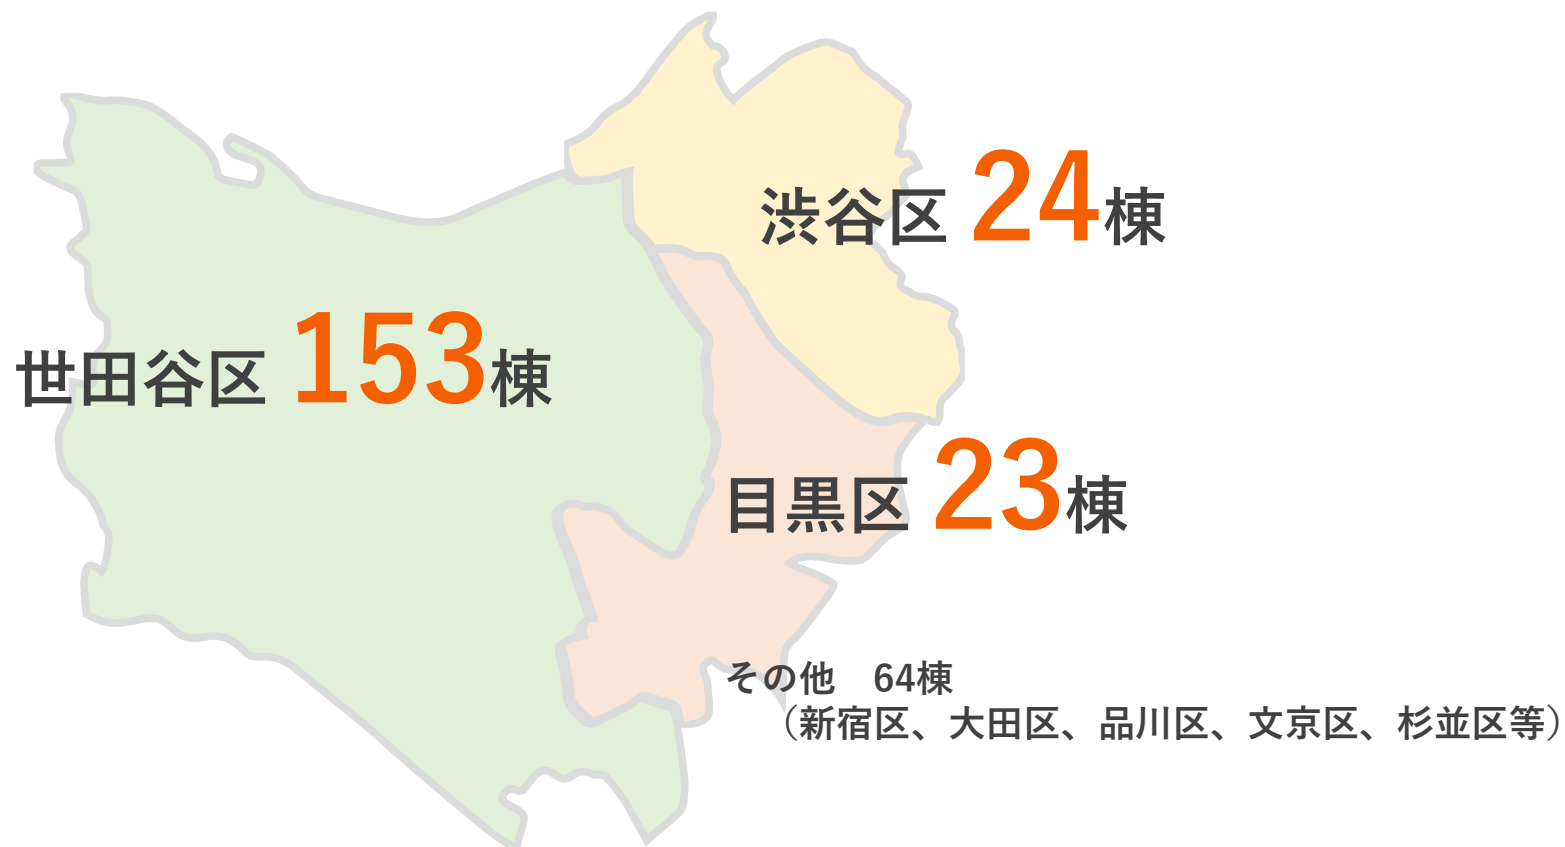 渋谷区 24棟
世田谷区 153棟
目黒区 23棟
その他　64棟
（新宿区、大田区、品川区、文京区、杉並区等）